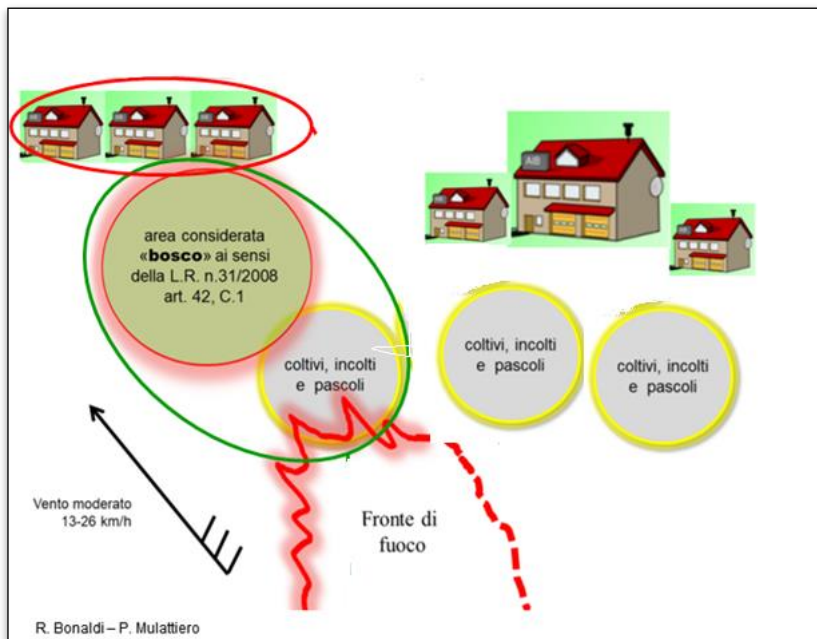 AIB
area considerata
«bosco» ai sensi
della L.R. n.31/2008
art. 42, C.1
coltivi, incolti
e pascoli
coltivi, incolti
e pascoli
coltivi, incolti
e pascoli
Vento moderato
13-26 km/h
Fronte di
fuoco
R. Bonaldi – P. Mulattiero